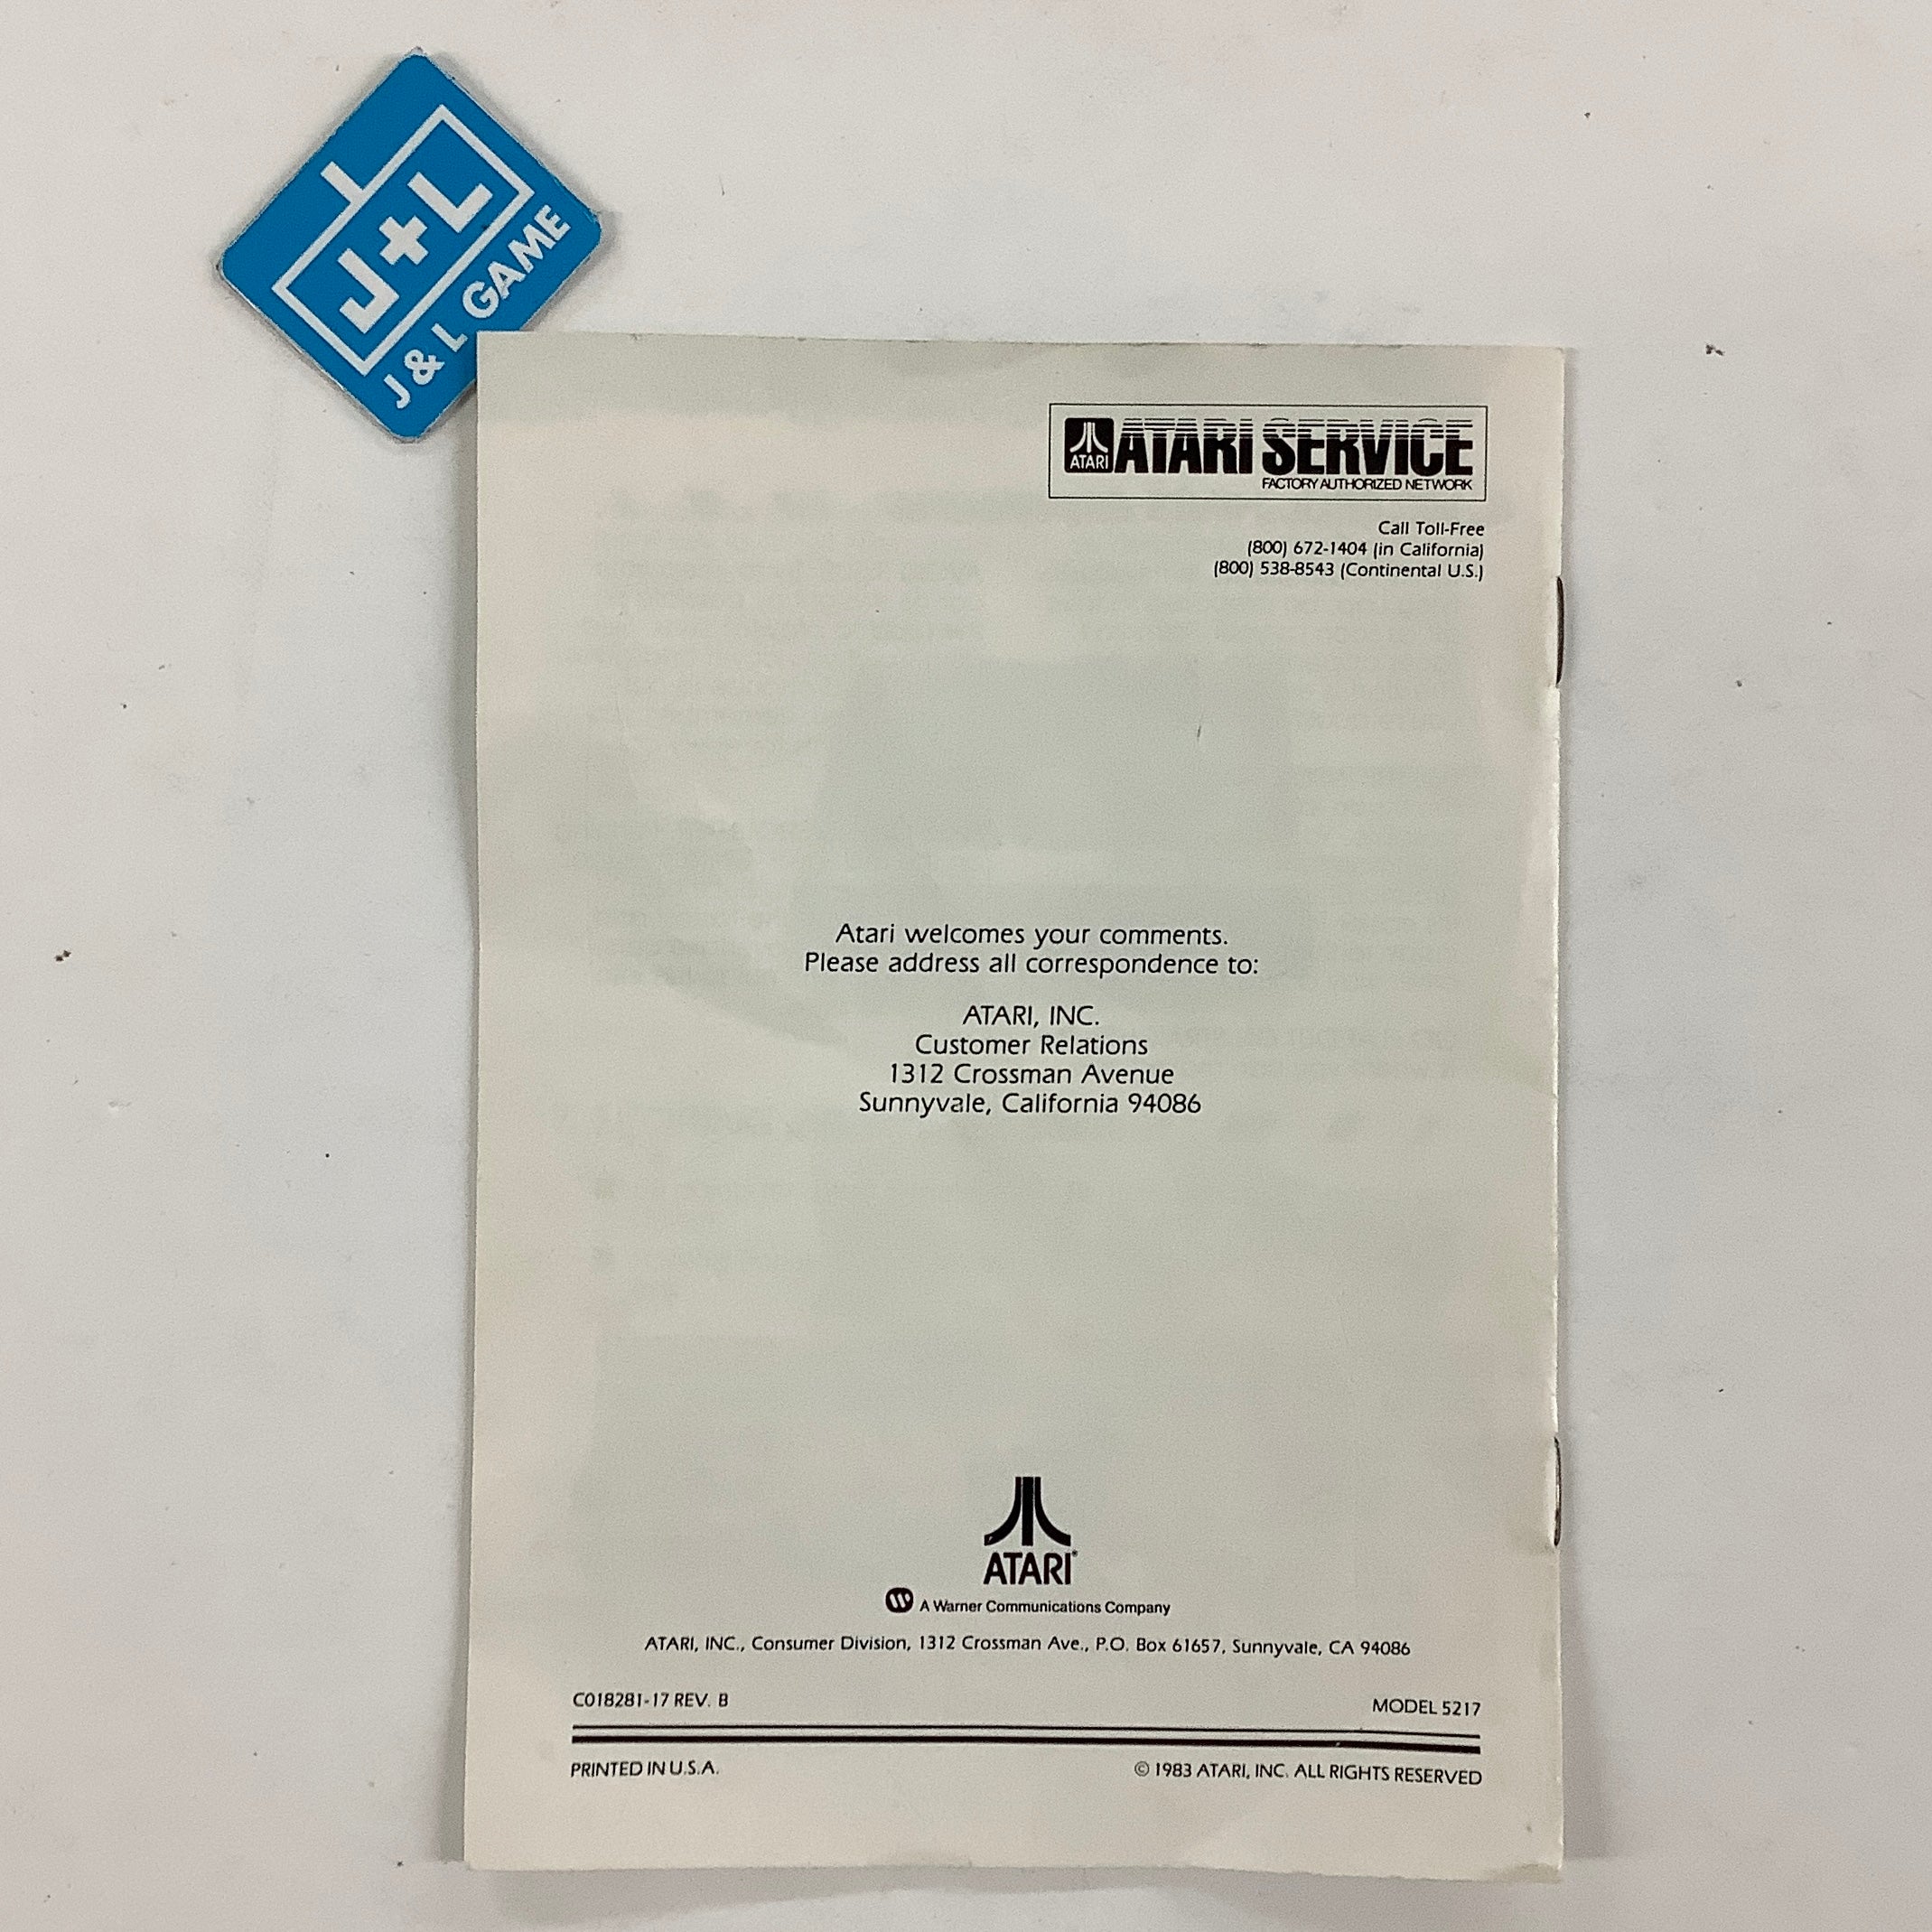 J+L
J & L GAME
ATARI ATARI SERVICE
FACTORY AUTHORIZED NETWORK
Call Toll-Free
(800) 672-1404 (in California)
(800) 538-8543 (Continental U.S.)
Atari welcomes your comments.
Please address all correspondence to:
ATARI, INC.
Customer Relations
1312 Crossman Avenue
Sunnyvale, California 94086
ATARI®
A Warner Communications Company
ATARI, INC., Consumer Division, 1312 Crossman Ave., P.O. Box 61657, Sunnyvale, CA 94086
C018281-17 REV. B
MODEL 5217
PRINTED IN U.S.A.
© 1983 ATARI, INC. ALL RIGHTS RESERVED